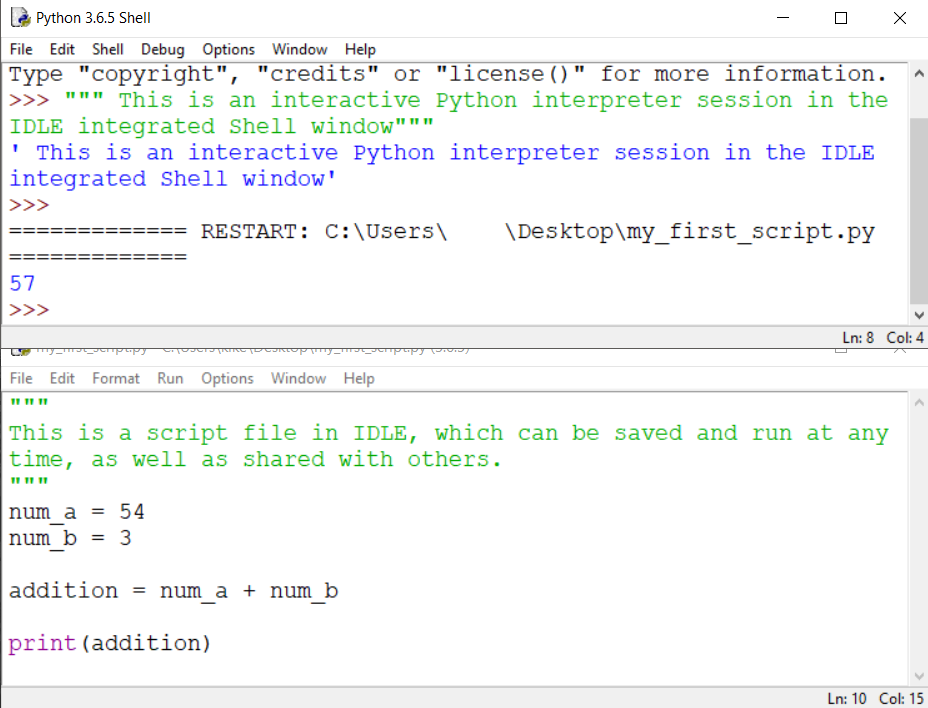 Python 3.6.5 Shell
File Edit Shell Debug Options Window Help
Type "copyright", "credits" or "license()" for more information.
>>> """ This is an interactive Python interpreter session in the
IDLE integrated Shell window"""
' This is an interactive Python interpreter session in the IDLE
integrated Shell window'
>>>
============= RESTART: C:\Users\    \Desktop\my_first_script.py
=============
57
>>>
Ln: 8 Col: 4
File Edit Format Run Options Window Help
"""
This is a script file in IDLE, which can be saved and run at any
time, as well as shared with others.
"""
num_a = 54
num_b = 3
addition = num_a + num_b
print(addition)
Ln: 10 Col: 15